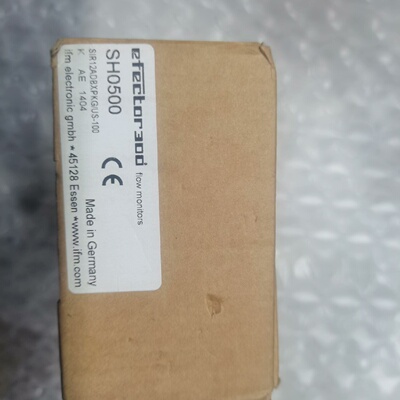 efector300
flow monitors
SH0500
SIR12ADBXPKG/US-100
K AE 1404
Made in Germany
ifm electronic gmbh * 45128 Essen * www.ifm.com
CE